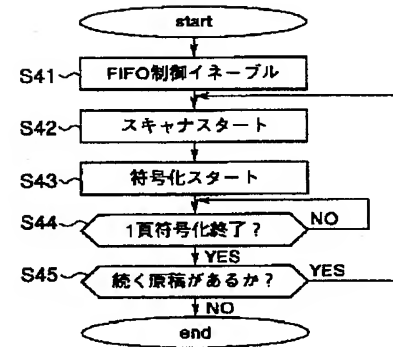 start
S41 FIFO制御イネーブル
S42 スキャナスタート
S43 符号化スタート
S44 1頁符号化終了? NO
YES
S45 続く原稿があるか? YES
NO
end